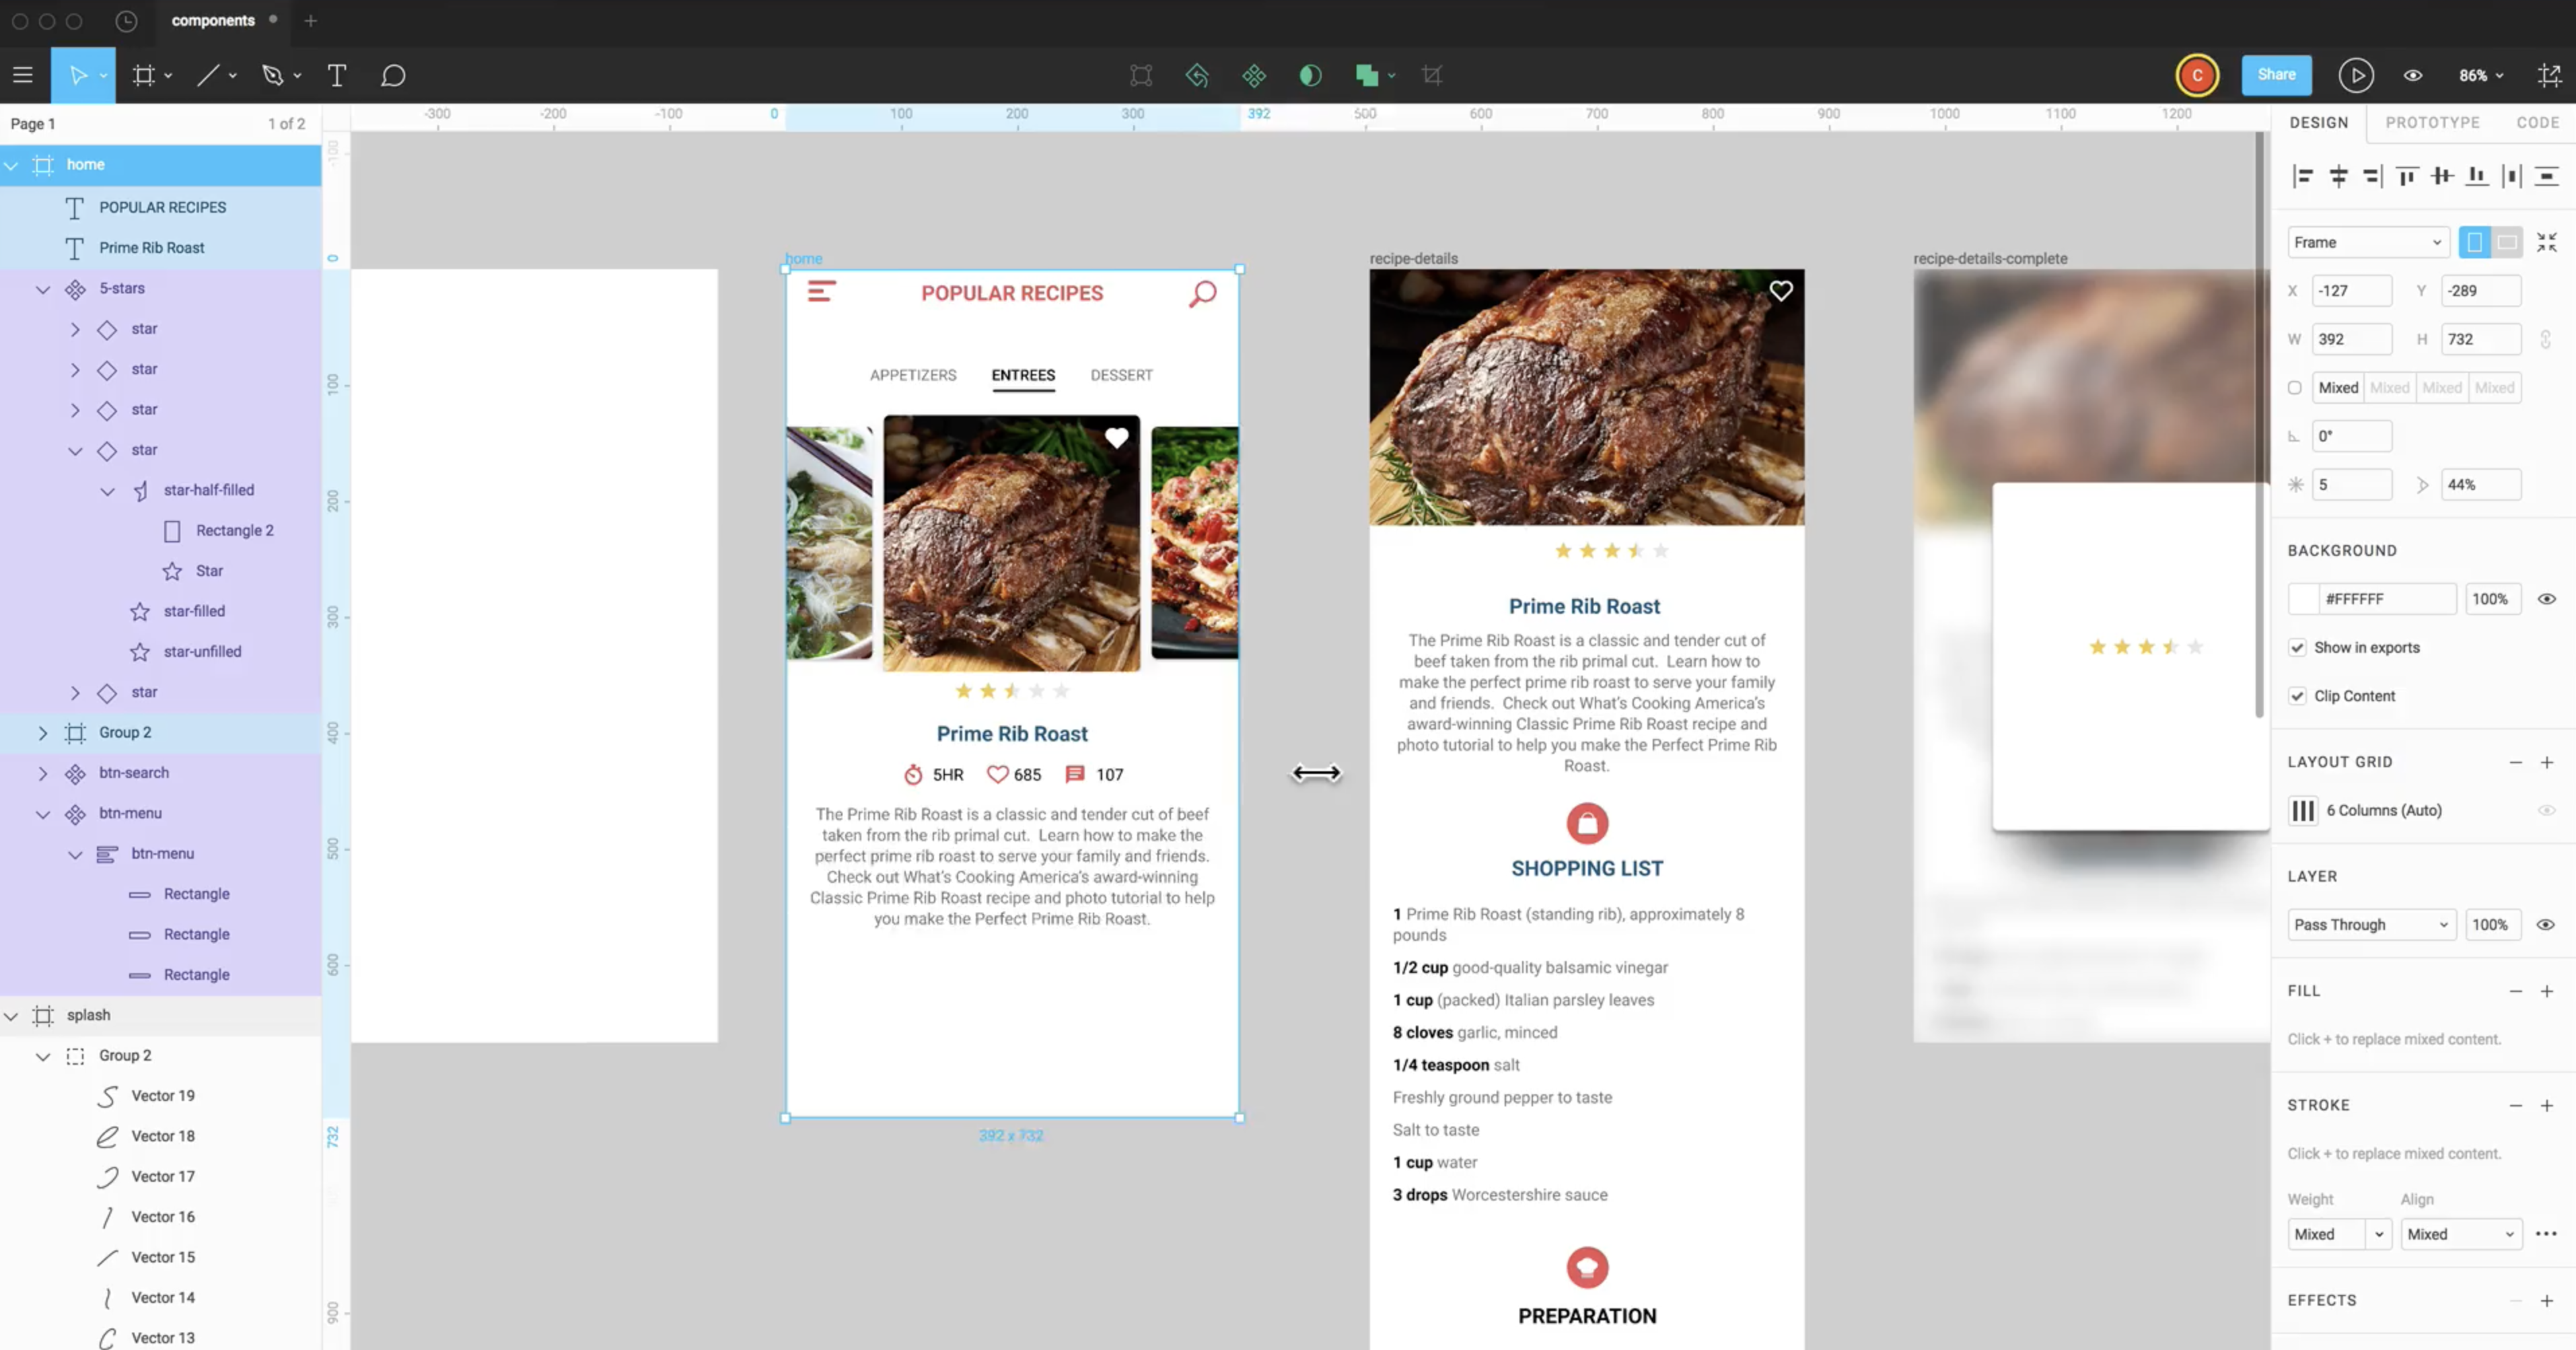 components
C
Share
86%
Page 1
1 of 2
home
POPULAR RECIPES
Prime Rib Roast
5-stars
star
star
star
star
star-half-filled
Rectangle 2
Star
star-filled
star-unfilled
star
Group 2
btn-search
btn-menu
btn-menu
Rectangle
Rectangle
Rectangle
splash
Group 2
Vector 19
Vector 18
Vector 17
Vector 16
Vector 15
Vector 14
Vector 13
-300 -200 -100 0 100 200 300 392 500 600 700 800 900 1000 1100 1200
-100
0
100
200
300
400
500
600
732
900
home
POPULAR RECIPES
APPETIZERS ENTREES DESSERT
Prime Rib Roast
5HR 685 107
The Prime Rib Roast is a classic and tender cut of beef
taken from the rib primal cut. Learn how to make the
perfect prime rib roast to serve your family and friends.
Check out What's Cooking America's award-winning
Classic Prime Rib Roast recipe and photo tutorial to help
you make the Perfect Prime Rib Roast.
392 x 732
recipe-details
Prime Rib Roast
The Prime Rib Roast is a classic and tender cut of
beef taken from the rib primal cut. Learn how to
make the perfect prime rib roast to serve your family
and friends. Check out What's Cooking America's
award-winning Classic Prime Rib Roast recipe and
photo tutorial to help you make the Perfect Prime Rib
Roast.
SHOPPING LIST
1 Prime Rib Roast (standing rib), approximately 8
pounds
1/2 cup good-quality balsamic vinegar
1 cup (packed) Italian parsley leaves
8 cloves garlic, minced
1/4 teaspoon salt
Freshly ground pepper to taste
Salt to taste
1 cup water
3 drops Worcestershire sauce
PREPARATION
recipe-details-complete
DESIGN PROTOTYPE CODE
Frame
X -127 Y -289
W 392 H 732
Mixed Mixed Mixed Mixed
0°
5 44%
BACKGROUND
#FFFFFF 100%
Show in exports
Clip Content
LAYOUT GRID
6 Columns (Auto)
LAYER
Pass Through 100%
FILL
Click + to replace mixed content.
STROKE
Click + to replace mixed content.
Weight Align
Mixed Mixed
EFFECTS